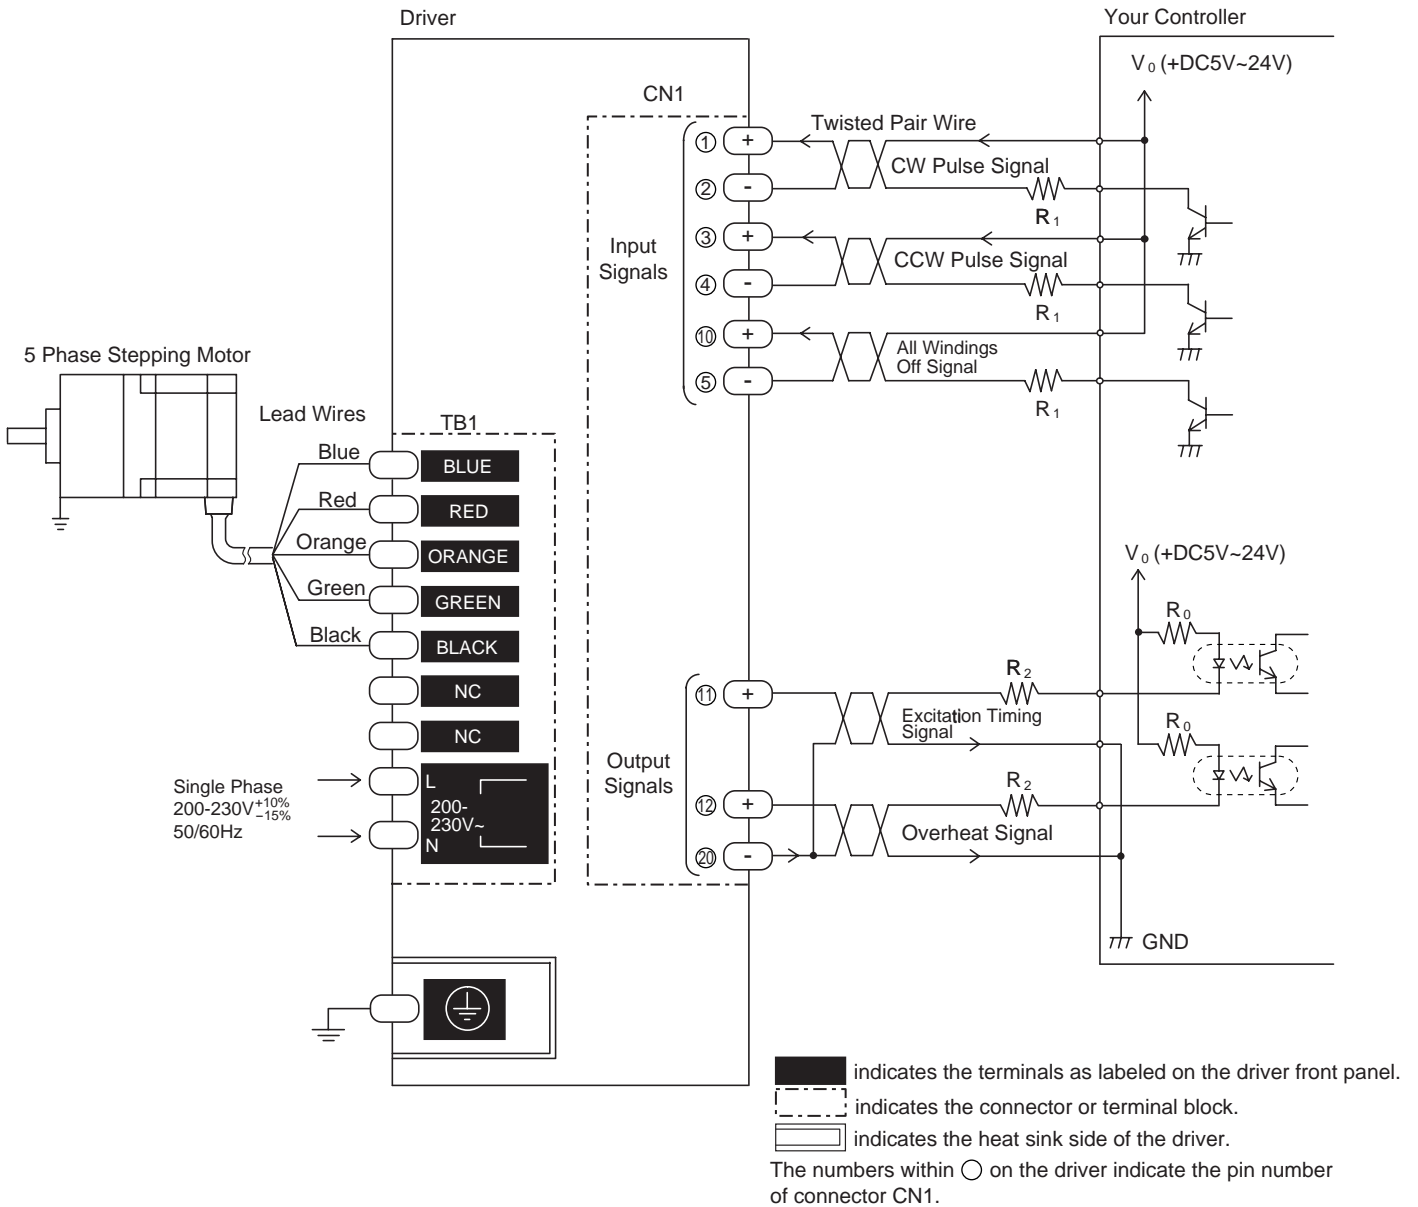 Driver
Your Controller
V0 (+DC5V~24V)
CN1
Twisted Pair Wire
① +
CW Pulse Signal
② -
R1
③ +
Input
Signals
CCW Pulse Signal
④ -
R1
⑩ +
All Windings
Off Signal
⑤ -
R1
5 Phase Stepping Motor
Lead Wires
TB1
Blue
BLUE
Red
RED
Orange
ORANGE
Green
GREEN
Black
BLACK
NC
NC
V0 (+DC5V~24V)
R0
R2
⑪ +
Excitation Timing
Signal
R0
Output
Signals
R2
⑫ +
Overheat Signal
⑳ -
Single Phase
200-230V +10% −15%
50/60Hz
L
200-
230V~
N
GND
indicates the terminals as labeled on the driver front panel.
indicates the connector or terminal block.
indicates the heat sink side of the driver.
The numbers within ◯ on the driver indicate the pin number
of connector CN1.